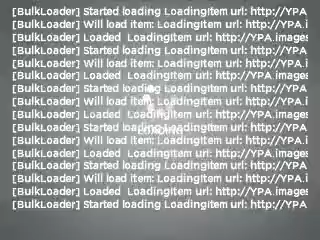 [BulkLoader] Started loading LoadingItem url: http://YPA
[BulkLoader] Will load item: LoadingItem url: http://YPA.i
[BulkLoader] Loaded LoadingItem url: http://YPA.images
[BulkLoader] Started loading LoadingItem url: http://YPA
[BulkLoader] Will load item: LoadingItem url: http://YPA.i
[BulkLoader] Loaded LoadingItem url: http://YPA.images
[BulkLoader] Started loading LoadingItem url: http://YPA
[BulkLoader] Will load item: LoadingItem url: http://YPA.i
[BulkLoader] Loaded LoadingItem url: http://YPA.images
[BulkLoader] Started loading LoadingItem url: http://YPA
LOADING
[BulkLoader] Will load item: LoadingItem url: http://YPA.i
[BulkLoader] Loaded LoadingItem url: http://YPA.images
[BulkLoader] Started loading LoadingItem url: http://YPA
[BulkLoader] Will load item: LoadingItem url: http://YPA.i
[BulkLoader] Loaded LoadingItem url: http://YPA.images
[BulkLoader] Started loading LoadingItem url: http://YPA